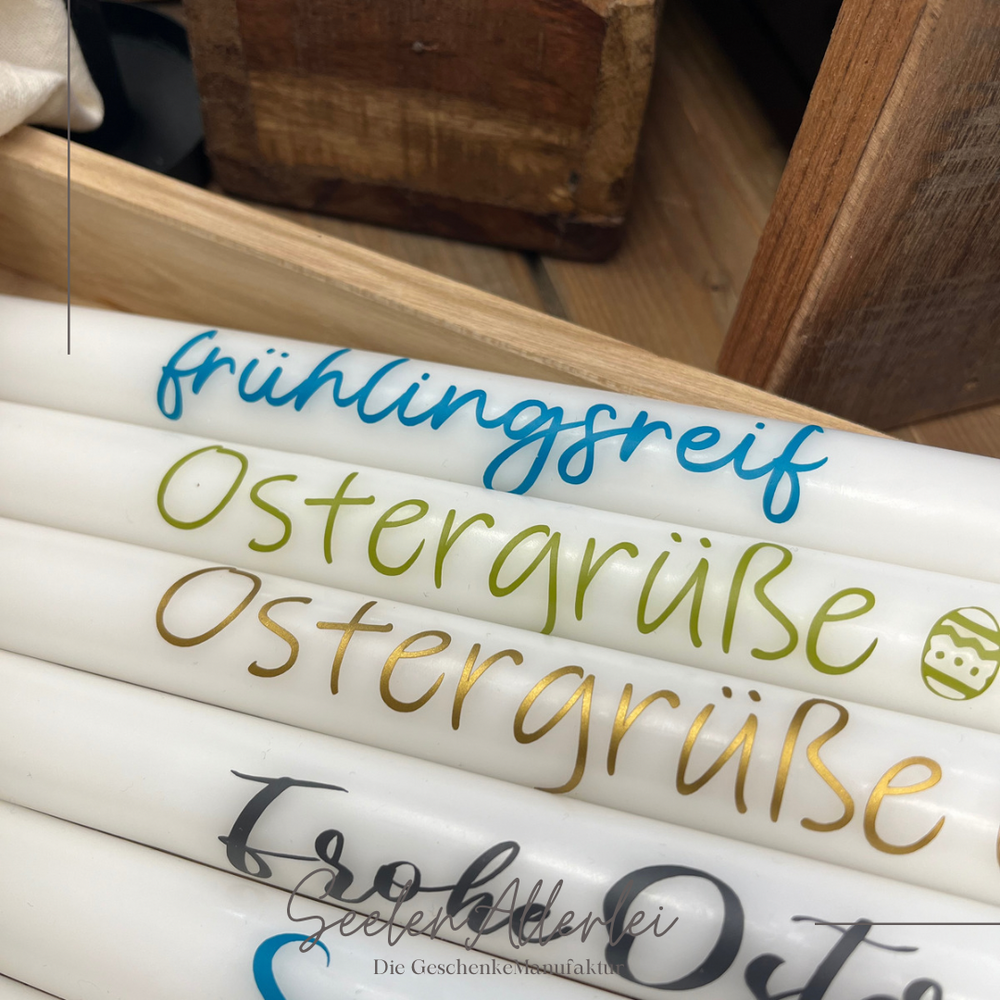 frühlingsreif
Ostergrüße
Ostergrüße
Frohe
SeelenAllerlei
Die GeschenkeManufaktur